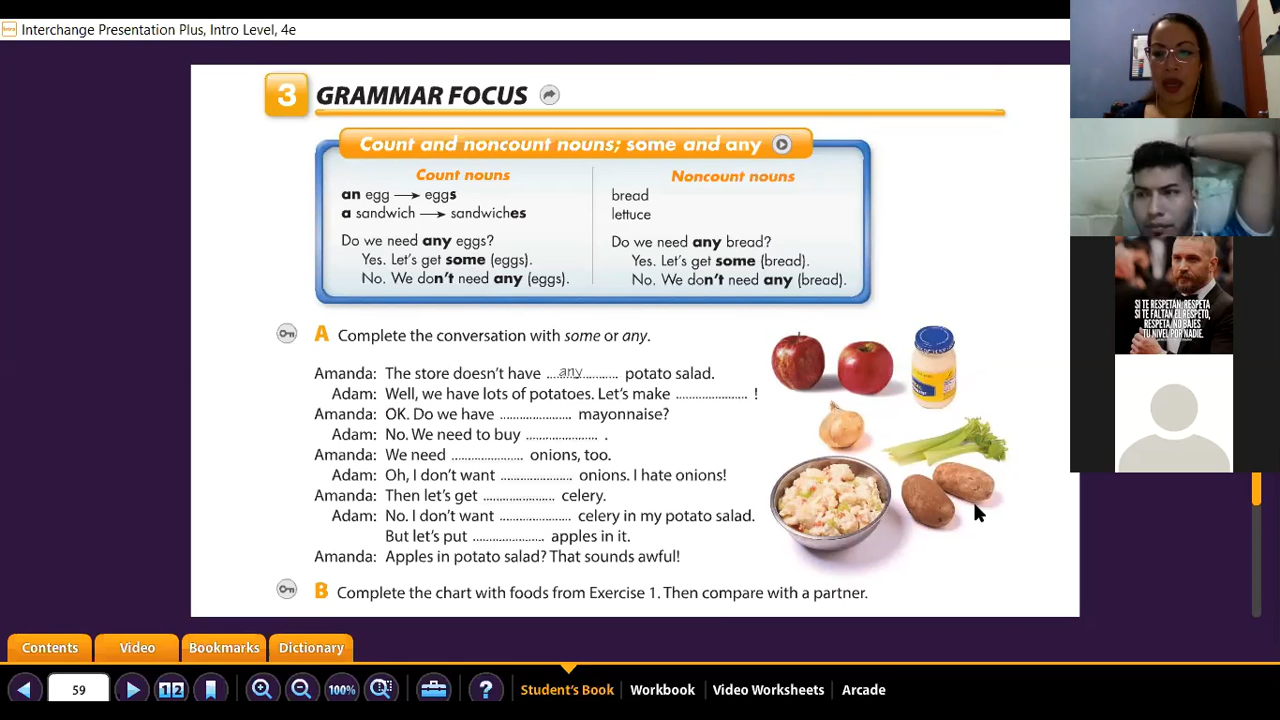 Interchange Presentation Plus, Intro Level, 4e
3 GRAMMAR FOCUS
Count and noncount nouns; some and any
Count nouns
an egg → eggs
a sandwich → sandwiches
Do we need any eggs?
Yes. Let's get some (eggs).
No. We don't need any (eggs).
Noncount nouns
bread
lettuce
Do we need any bread?
Yes. Let's get some (bread).
No. We don't need any (bread).
A Complete the conversation with some or any.
Amanda: The store doesn't have ....any.... potato salad.
Adam: Well, we have lots of potatoes. Let's make .................... !
Amanda: OK. Do we have .................... mayonnaise?
Adam: No. We need to buy .................... .
Amanda: We need .................... onions, too.
Adam: Oh, I don't want .................... onions. I hate onions!
Amanda: Then let's get .................... celery.
Adam: No. I don't want .................... celery in my potato salad.
But let's put .................... apples in it.
Amanda: Apples in potato salad? That sounds awful!
B Complete the chart with foods from Exercise 1. Then compare with a partner.
SI TE RESPETAN; RESPETA
SI TE FALTAN EL RESPETO,
RESPETA, NO BAJES
TU NIVEL POR NADIE.
Contents Video Bookmarks Dictionary
59 12 100% ? Student's Book Workbook Video Worksheets Arcade